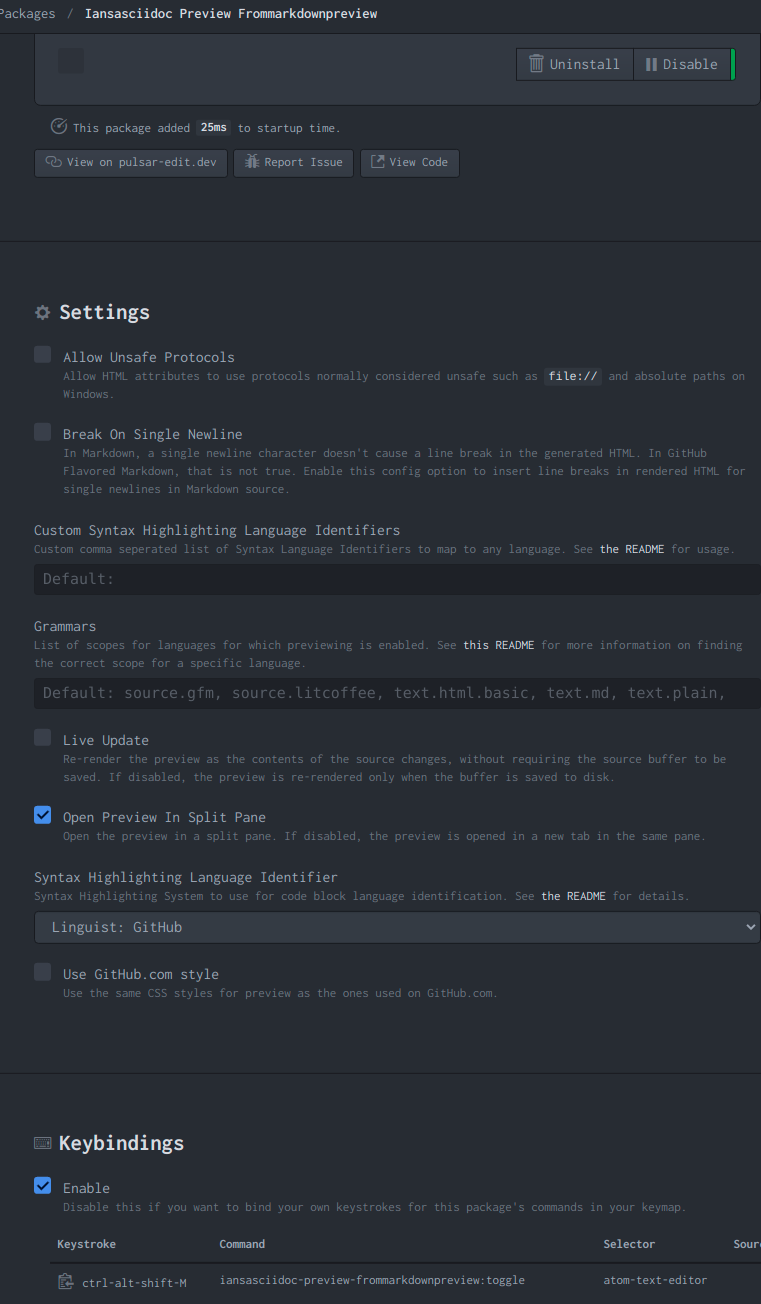 Packages / Iansasciidoc Preview Frommarkdownpreview
Uninstall Disable
This package added 25ms to startup time.
View on pulsar-edit.dev Report Issue View Code
Settings
Allow Unsafe Protocols
Allow HTML attributes to use protocols normally considered unsafe such as file:// and absolute paths on
Windows.
Break On Single Newline
In Markdown, a single newline character doesn't cause a line break in the generated HTML. In GitHub
Flavored Markdown, that is not true. Enable this config option to insert line breaks in rendered HTML for
single newlines in Markdown source.
Custom Syntax Highlighting Language Identifiers
Custom comma seperated list of Syntax Language Identifiers to map to any language. See the README for usage.
Default:
Grammars
List of scopes for languages for which previewing is enabled. See this README for more information on finding
the correct scope for a specific language.
Default: source.gfm, source.litcoffee, text.html.basic, text.md, text.plain,
Live Update
Re-render the preview as the contents of the source changes, without requiring the source buffer to be
saved. If disabled, the preview is re-rendered only when the buffer is saved to disk.
Open Preview In Split Pane
Open the preview in a split pane. If disabled, the preview is opened in a new tab in the same pane.
Syntax Highlighting Language Identifier
Syntax Highlighting System to use for code block language identification. See the README for details.
Linguist: GitHub
Use GitHub.com style
Use the same CSS styles for preview as the ones used on GitHub.com.
Keybindings
Enable
Disable this if you want to bind your own keystrokes for this package's commands in your keymap.
Keystroke Command Selector Sour
ctrl-alt-shift-M iansasciidoc-preview-frommarkdownpreview:toggle atom-text-editor